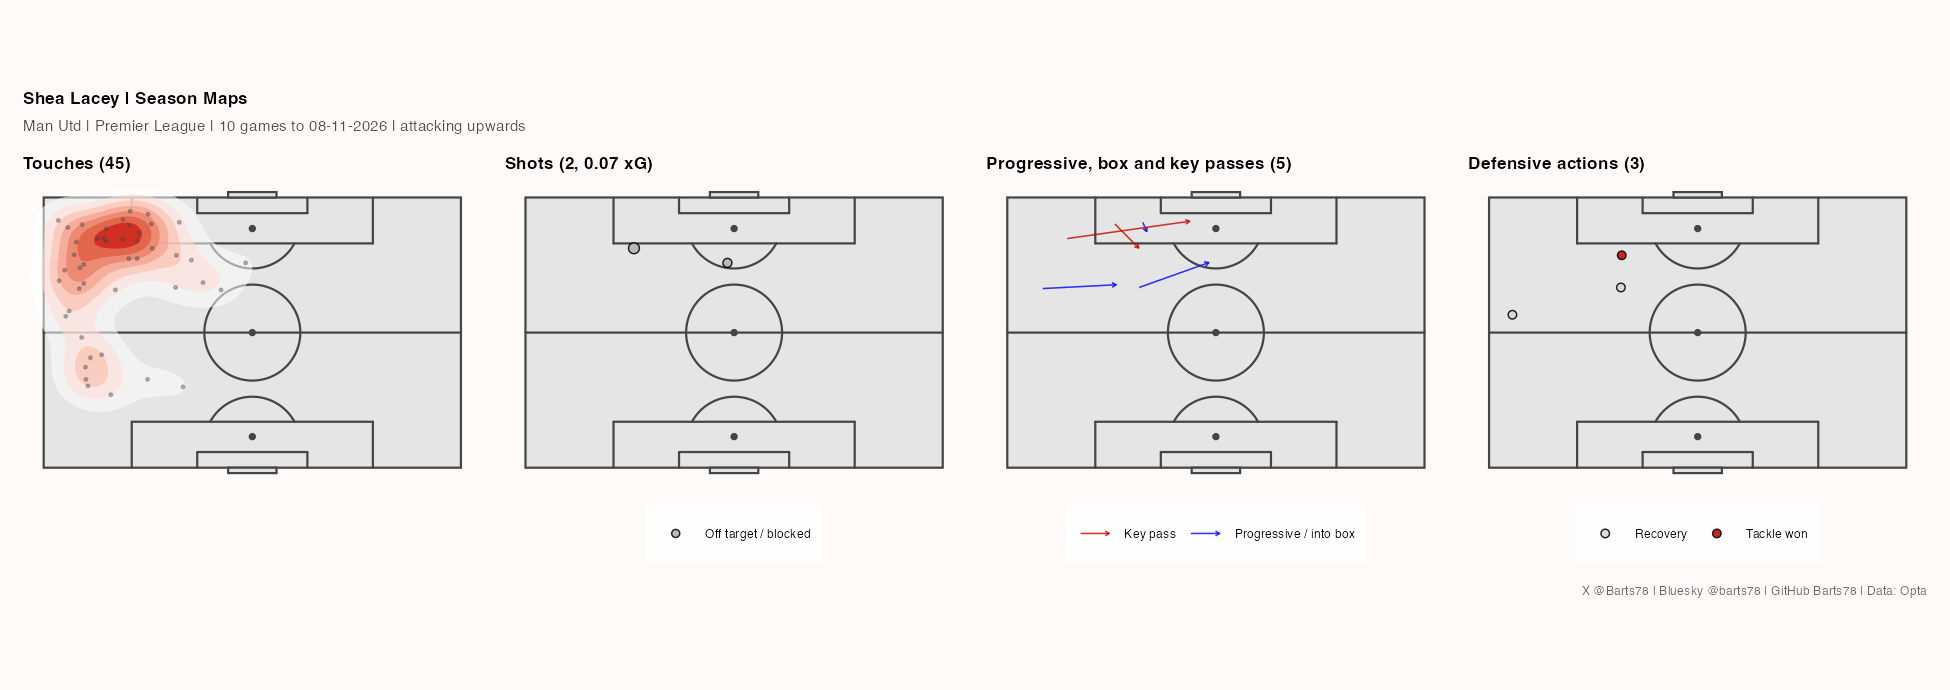 Shea Lacey | Season Maps
Man Utd | Premier League | 10 games to 08-11-2026 | attacking upwards
Touches (45)
Shots (2, 0.07 xG)
Progressive, box and key passes (5)
Defensive actions (3)
Off target / blocked
Key pass
Progressive / into box
Recovery
Tackle won
X @Barts78 | Bluesky @barts78 | GitHub Barts78 | Data: Opta